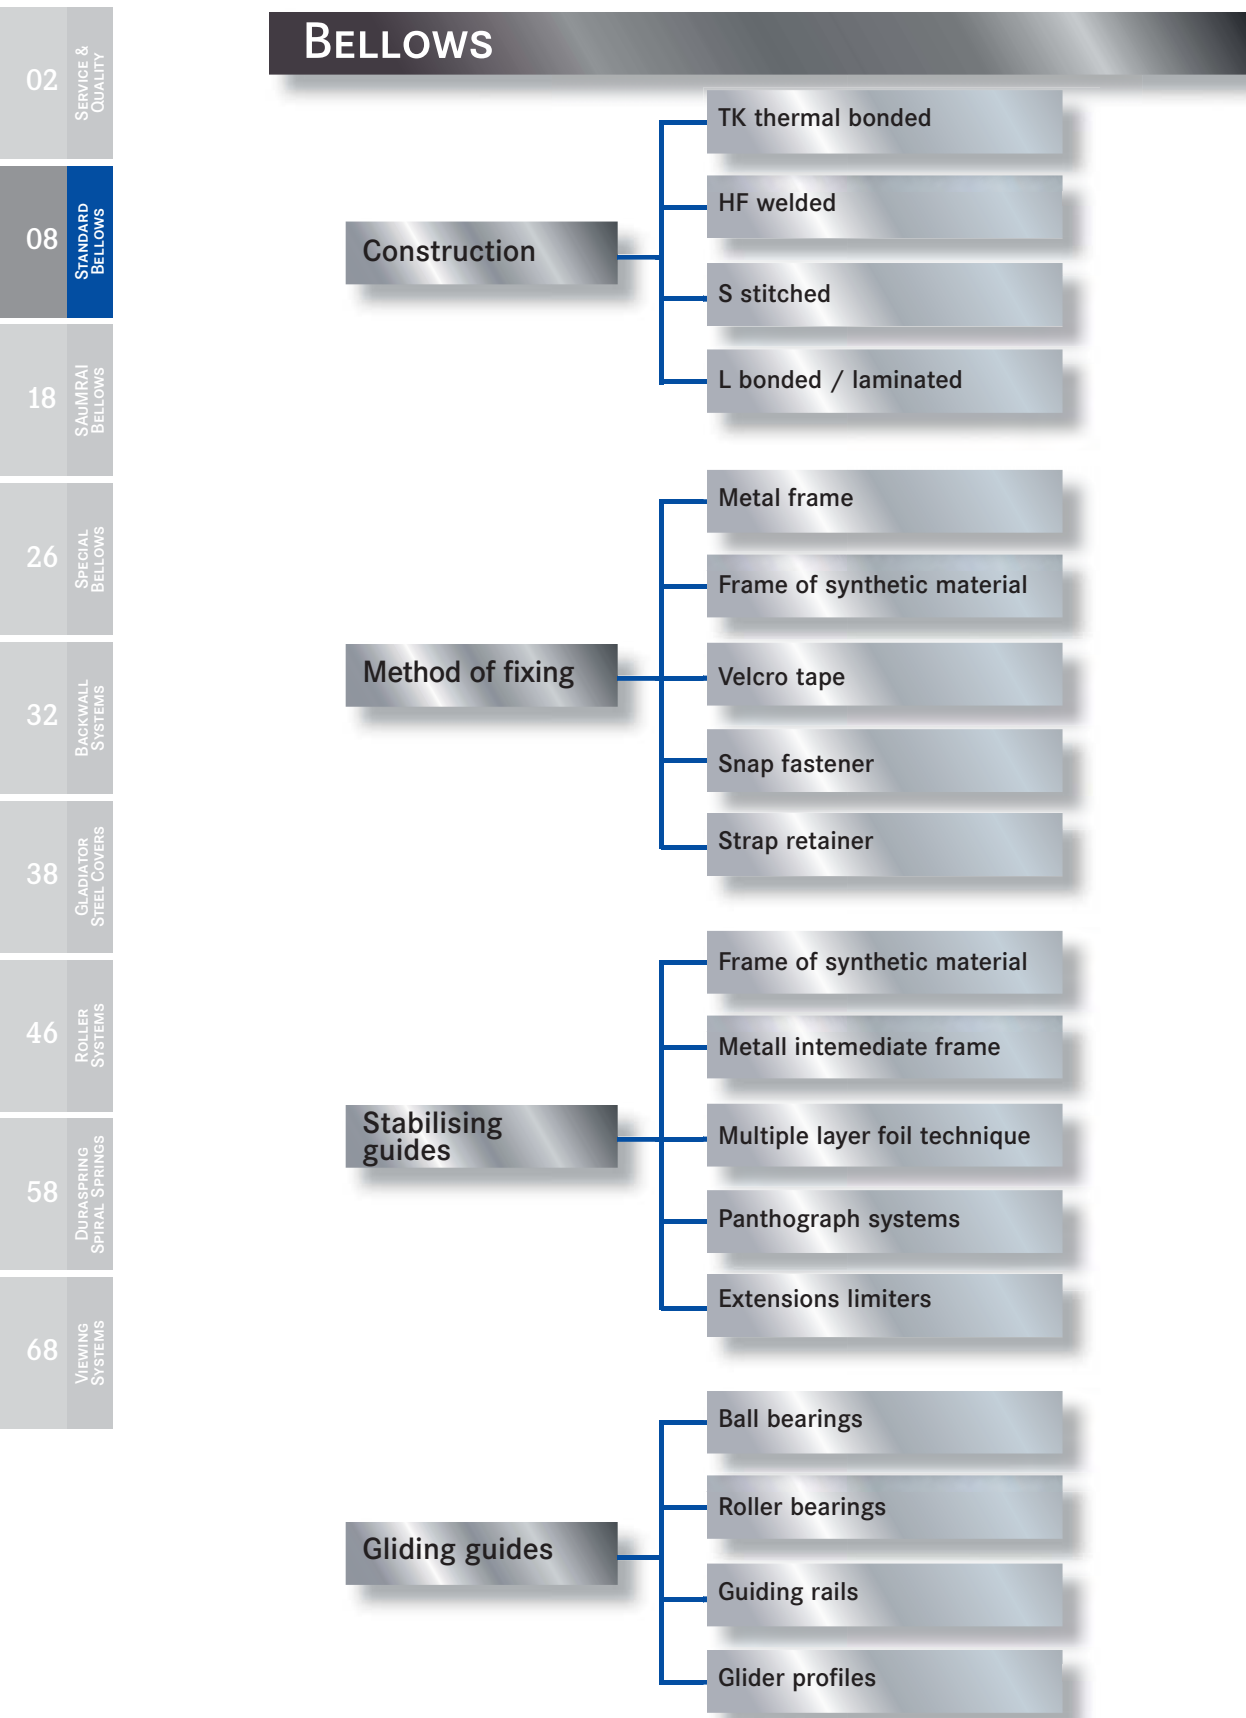 BELLOWS
02
SERVICE &
QUALITY
08
STANDARD
BELLOWS
18
SAuMRAI
BELLOWS
26
SPECIAL
BELLOWS
32
BACKWALL
SYSTEMS
38
GLADIATOR
STEEL COVERS
46
ROLLER
SYSTEMS
58
DURASPRING
SPIRAL SPRINGS
68
VIEWING
SYSTEMS
Construction
TK thermal bonded
HF welded
S stitched
L bonded / laminated
Method of fixing
Metal frame
Frame of synthetic material
Velcro tape
Snap fastener
Strap retainer
Stabilising
guides
Frame of synthetic material
Metall intemediate frame
Multiple layer foil technique
Panthograph systems
Extensions limiters
Gliding guides
Ball bearings
Roller bearings
Guiding rails
Glider profiles